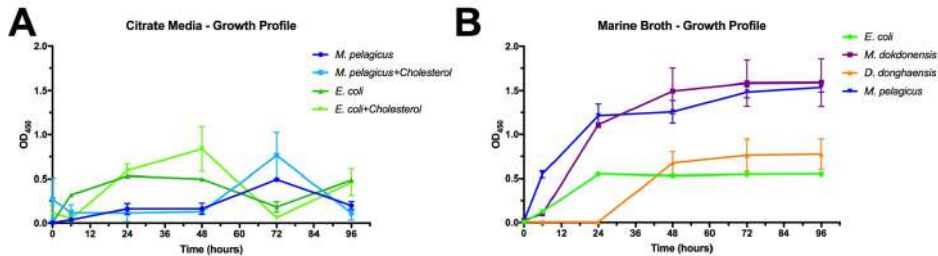 A
Citrate Media - Growth Profile
2.0
1.5
1.0
0.5
0.0
OD450
0 12 24 36 48 60 72 84 96
Time (hours)
M. pelagicus
M. pelagicus+Cholesterol
E. coli
E. coli+Cholesterol
B
Marine Broth - Growth Profile
2.0
1.5
1.0
0.5
0.0
OD450
0 12 24 36 48 60 72 84 96
Time (hours)
E. coli
M. dokdonensis
D. donghaensis
M. pelagicus